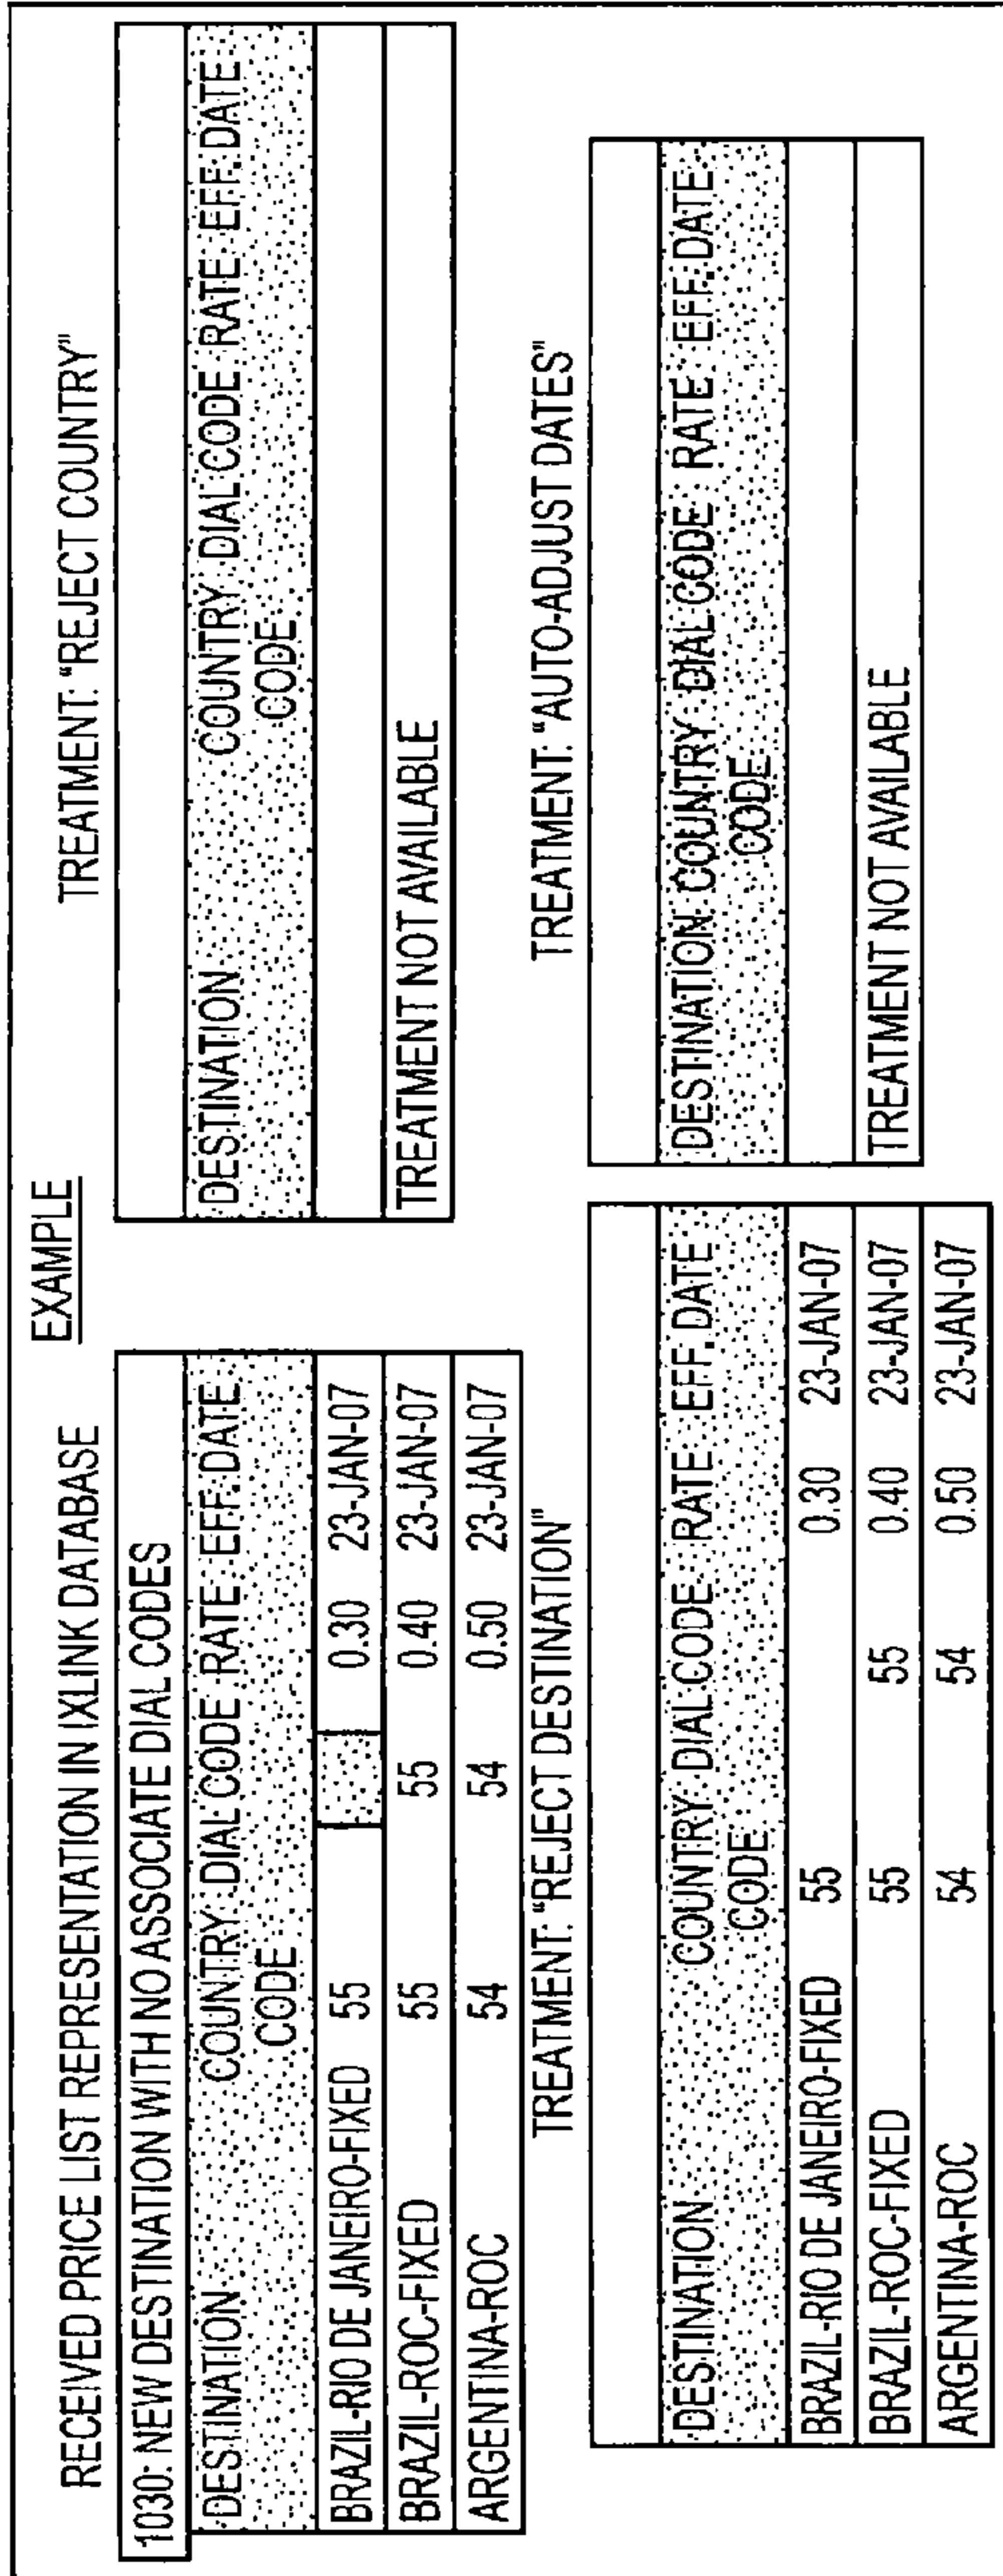 EXAMPLE
RECEIVED PRICE LIST REPRESENTATION IN IXLINK DATABASE
1030: NEW DESTINATION WITH NO ASSOCIATE DIAL CODES
DESTINATION COUNTRY DIAL CODE RATE EFF. DATE
CODE
BRAZIL-RIO DE JANEIRO-FIXED 55 0.30 23-JAN-07
BRAZIL-ROC-FIXED 55 55 0.40 23-JAN-07
ARGENTINA-ROC 54 54 0.50 23-JAN-07
TREATMENT: "REJECT COUNTRY"
DESTINATION COUNTRY DIAL CODE RATE EFF. DATE
CODE
TREATMENT NOT AVAILABLE
TREATMENT: "REJECT DESTINATION"
DESTINATION COUNTRY DIAL CODE RATE EFF. DATE
CODE
BRAZIL-RIO DE JANEIRO-FIXED 55 0.30 23-JAN-07
BRAZIL-ROC-FIXED 55 55 0.40 23-JAN-07
ARGENTINA-ROC 54 54 0.50 23-JAN-07
TREATMENT: "AUTO-ADJUST DATES"
DESTINATION COUNTRY DIAL CODE RATE EFF. DATE
CODE
TREATMENT NOT AVAILABLE